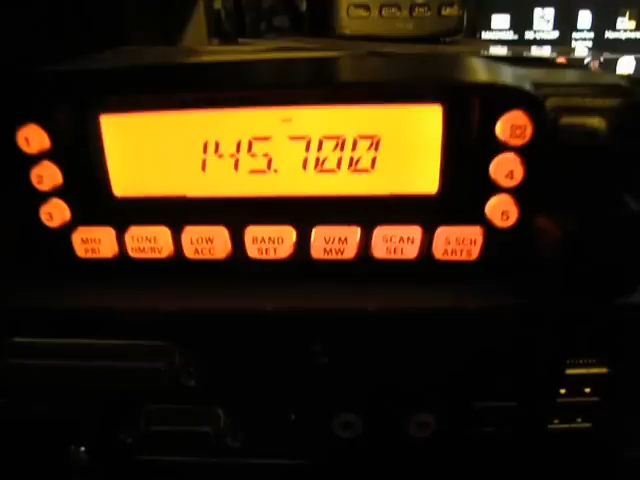 145.700
1
2
3
4
5
MHz PRI
TONE HM/RV
LOW ACC
BAND SET
V/M MW
SCAN SEL
S.SCH ARTS